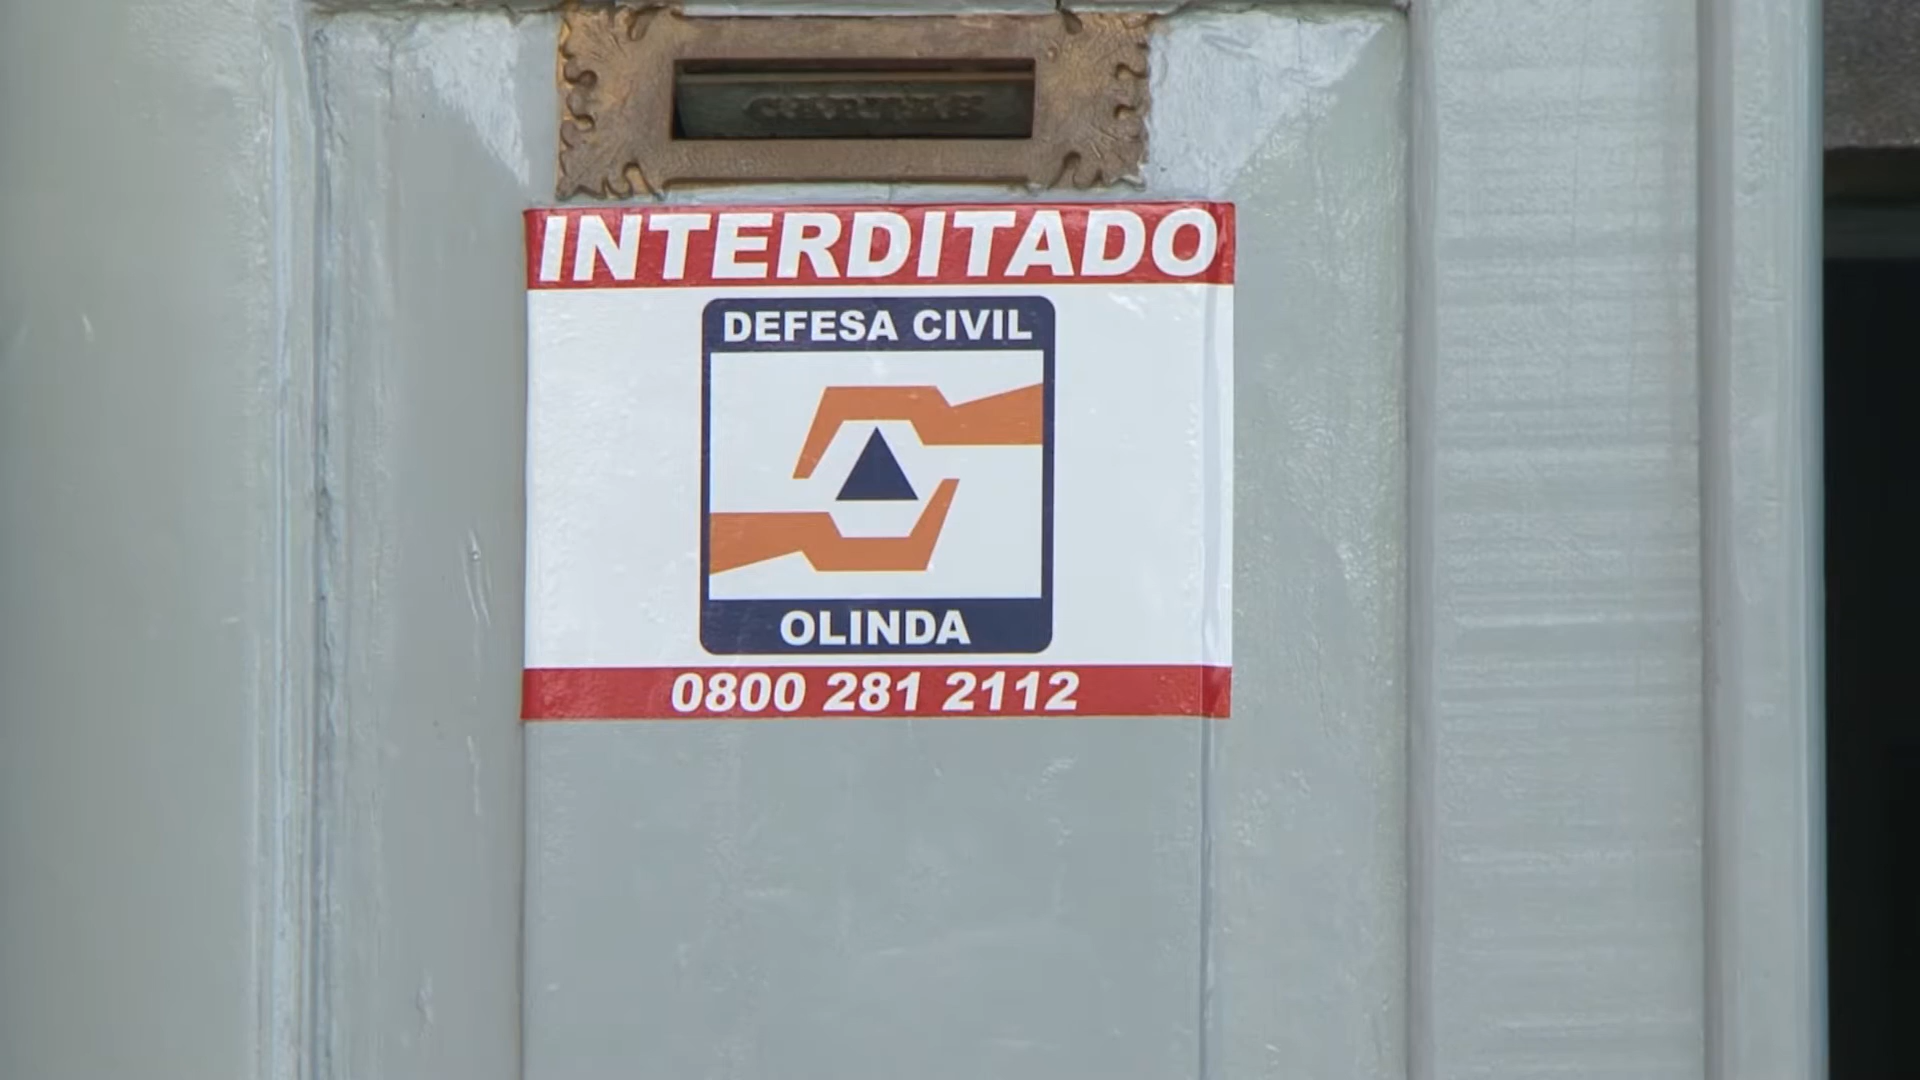 INTERDITADO
DEFESA CIVIL
OLINDA
0800 281 2112